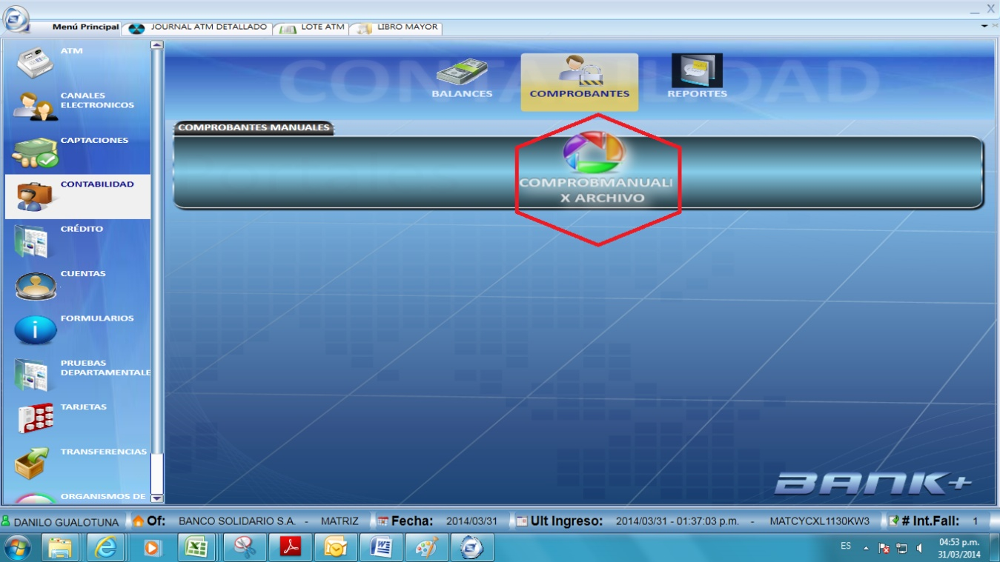 Menú Principal
JOURNAL ATM DETALLADO
LOTE ATM
LIBRO MAYOR
ATM
CANALES
ELECTRONICOS
CAPTACIONES
CONTABILIDAD
CRÉDITO
CUENTAS
FORMULARIOS
PRUEBAS
DEPARTAMENTALE
TARJETAS
TRANSFERENCIAS
ORGANISMOS DE
CONTABILIDAD
BALANCES
COMPROBANTES
REPORTES
COMPROBANTES MANUALES
COMPROBMANUALI
X ARCHIVO
BANK+
DANILO GUALOTUNA Of: BANCO SOLIDARIO S.A. - MATRIZ Fecha: 2014/03/31 Ult Ingreso: 2014/03/31 - 01:37:03 p.m. - MATCYCXL1130KW3 # Int.Fall: 1
ES
04:53 p.m.
31/03/2014